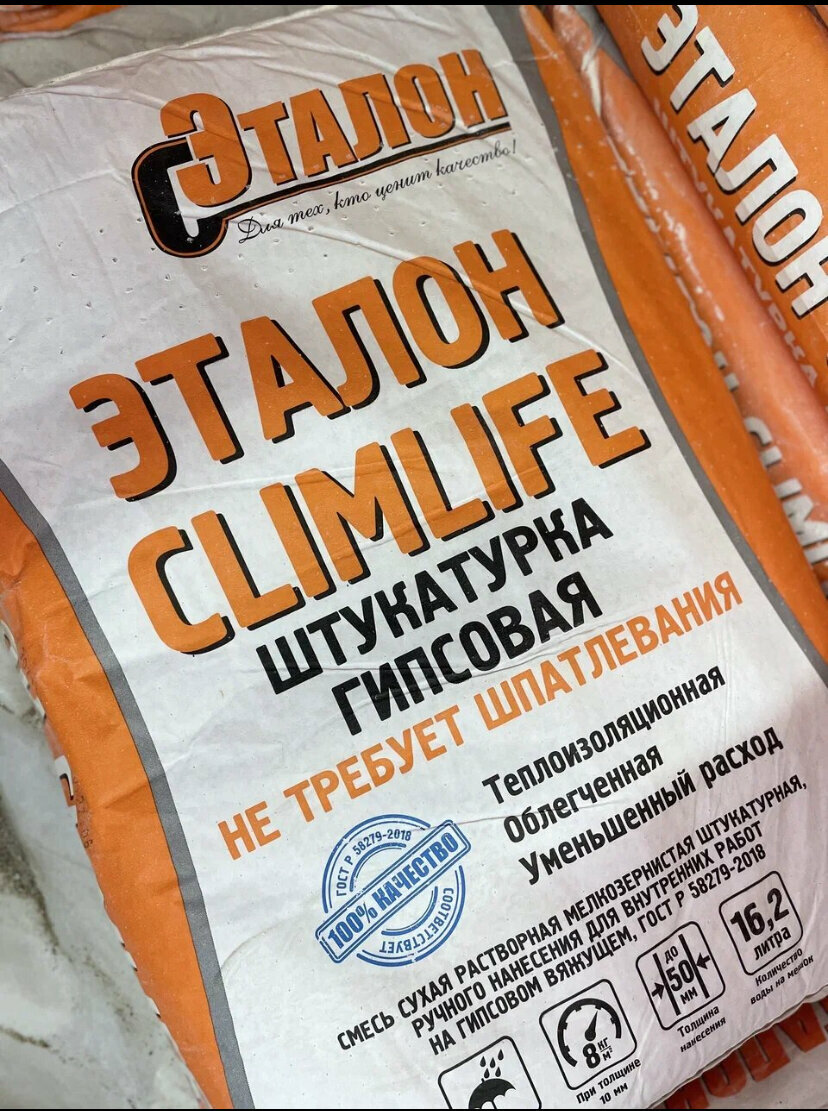 ЭТАЛОН
Для тех, кто ценит качество!
ЭТАЛОН
CLIMLIFE
ШТУКАТУРКА
ГИПСОВАЯ
НЕ ТРЕБУЕТ ШПАТЛЕВАНИЯ
Теплоизоляционная
Облегченная
Уменьшенный расход
ГОСТ Р 58279-2018
100% КАЧЕСТВО
СООТВЕТСТВУЕТ
СМЕСЬ СУХАЯ РАСТВОРНАЯ МЕЛКОЗЕРНИСТАЯ ШТУКАТУРНАЯ,
РУЧНОГО НАНЕСЕНИЯ ДЛЯ ВНУТРЕННИХ РАБОТ
НА ГИПСОВОМ ВЯЖУЩЕМ, ГОСТ Р 58279-2018
8 кг/м²
При толщине
10 мм
ДО
50
ММ
Толщина
нанесения
16,2
литра
Количество
воды на мешок
ЭТАЛОН
ШТУКАТУРКА